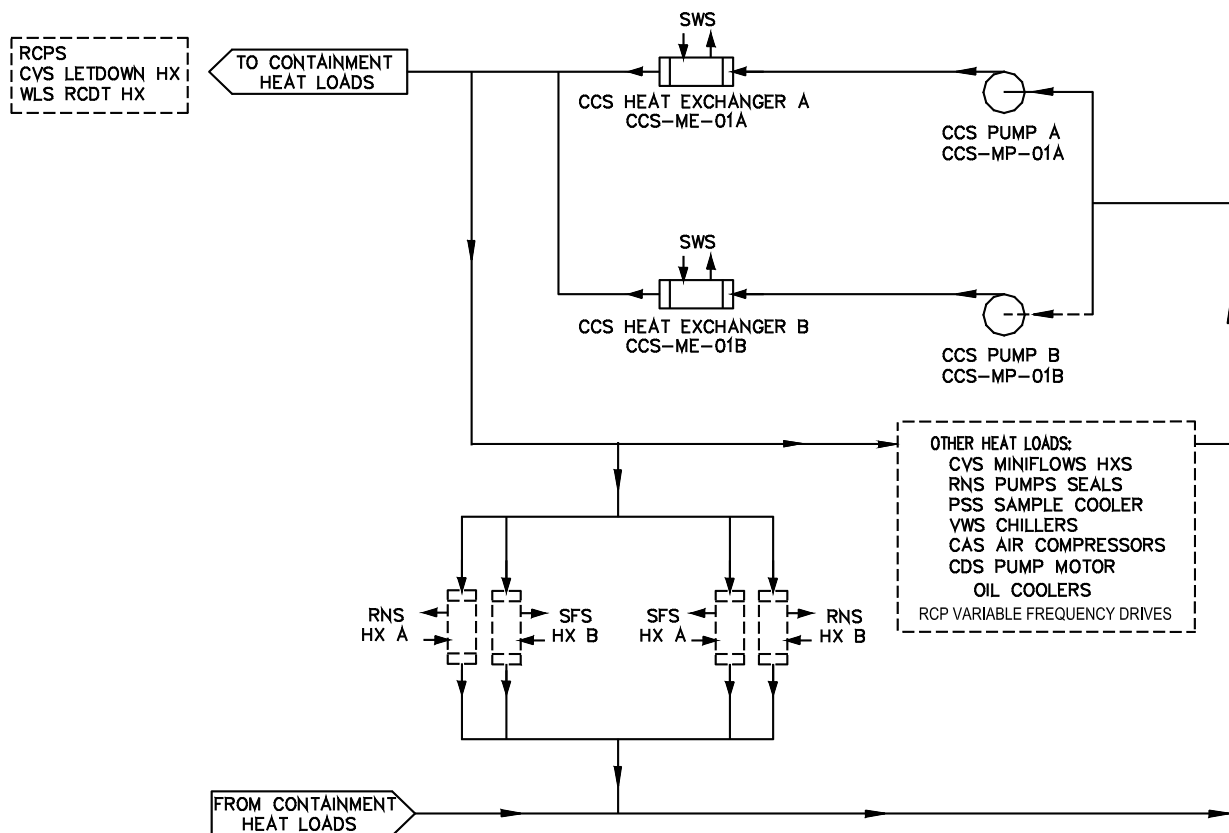 SWS
RCPS
CVS LETDOWN HX
WLS RCDT HX
TO CONTAINMENT
HEAT LOADS
CCS HEAT EXCHANGER A
CCS-ME-01A
CCS PUMP A
CCS-MP-01A
SWS
CCS HEAT EXCHANGER B
CCS-ME-01B
CCS PUMP B
CCS-MP-01B
OTHER HEAT LOADS:
CVS MINIFLOWS HXS
RNS PUMPS SEALS
PSS SAMPLE COOLER
VWS CHILLERS
CAS AIR COMPRESSORS
CDS PUMP MOTOR
OIL COOLERS
RCP VARIABLE FREQUENCY DRIVES
RNS
HX A
SFS
HX B
SFS
HX A
RNS
HX B
FROM CONTAINMENT
HEAT LOADS